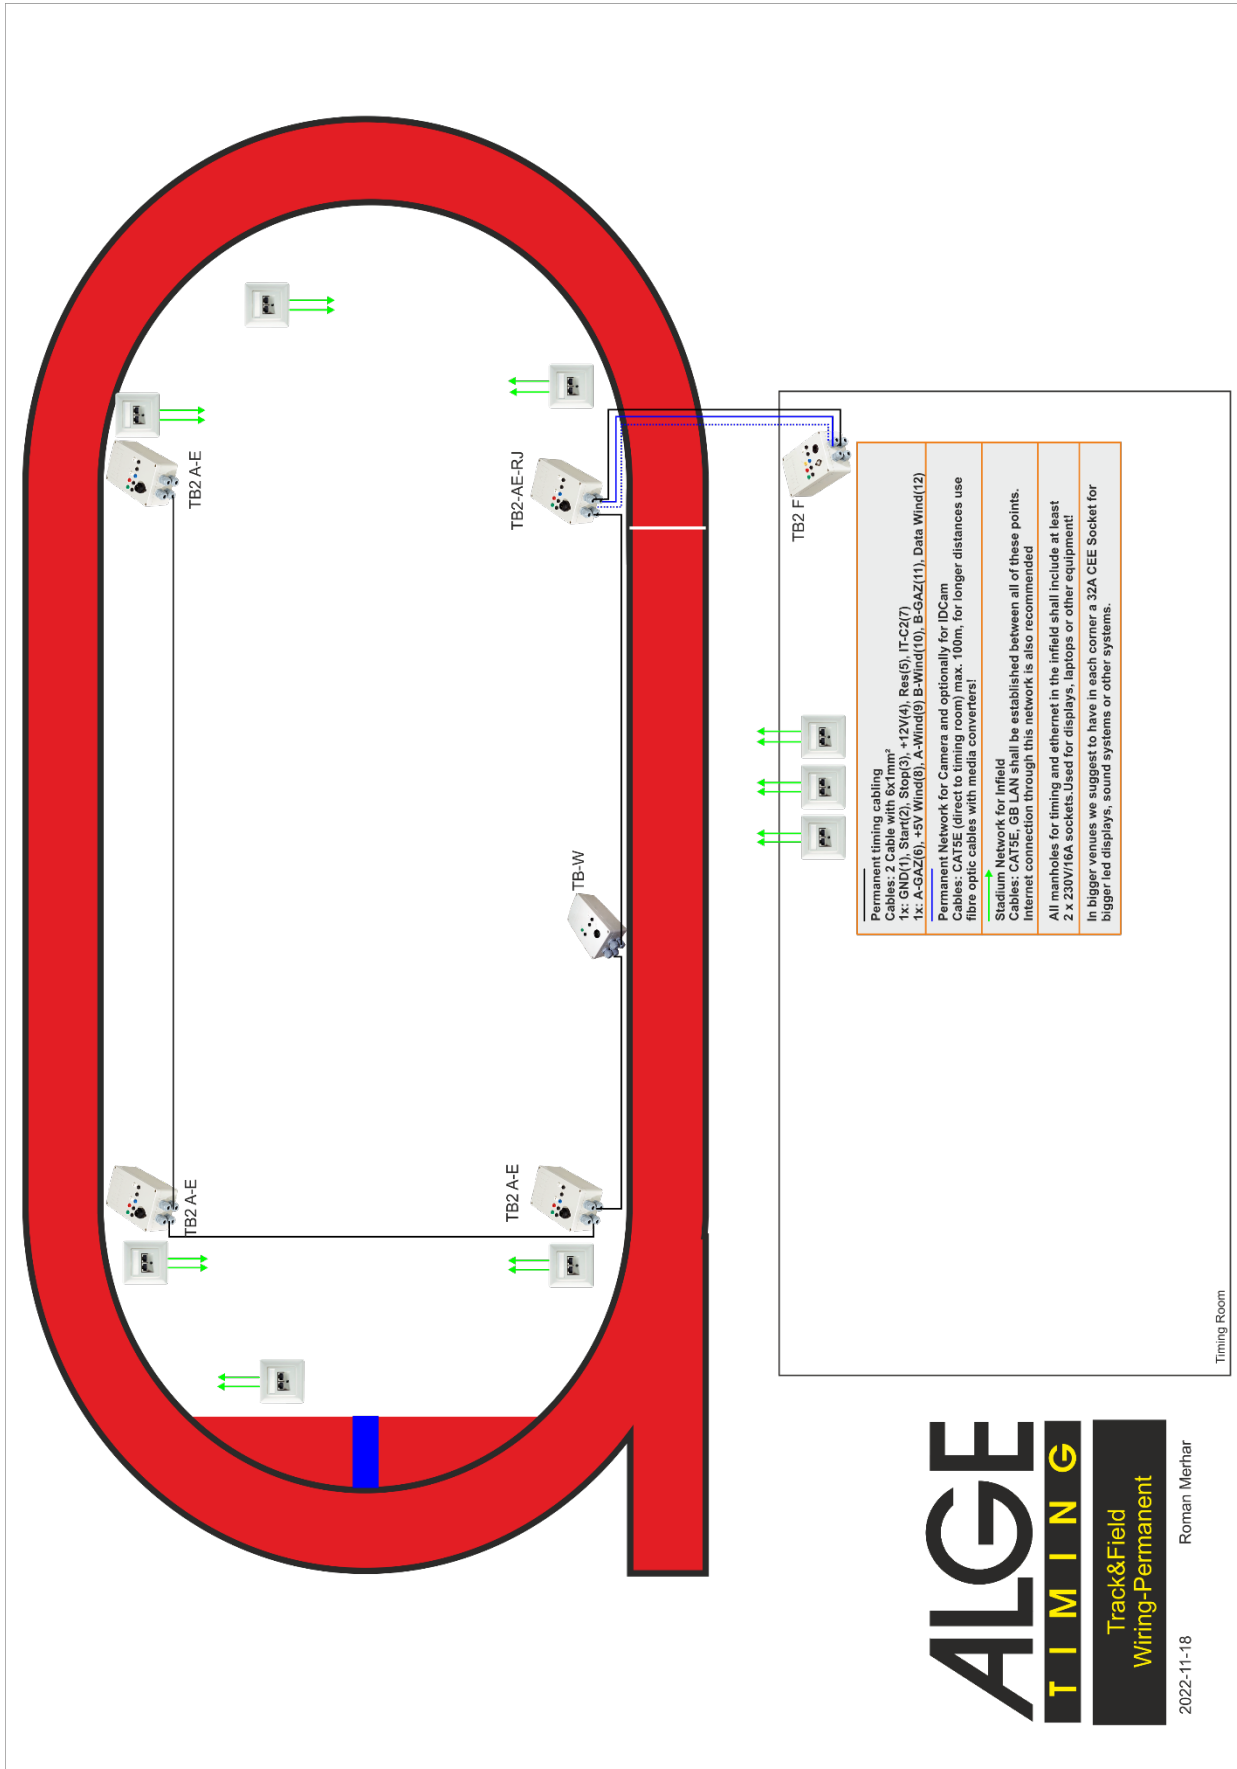 TB2 A-E
TB2-AE-RJ
TB2 F
TB-W
TB2 A-E
TB2 A-E
Permanent timing cabling
Cables: 2 Cable with 6x1mm²
1x: GND(1), Start(2), Stop(3), +12V(4), Res(5), IT-C2(7)
1x: A-GAZ(6), +5V Wind(8), A-Wind(9) B-Wind(10), B-GAZ(11), Data Wind(12)
Permanent Network for Camera and optionally for IDCam
Cables: CAT5E (direct to timing room) max. 100m, for longer distances use
fibre optic cables with media converters!
Stadium Network for Infield
Cables: CAT5E, GB LAN shall be established between all of these points.
Internet connection through this network is also recommended
All manholes for timing and ethernet in the infield shall include at least
2 x 230V/16A sockets.Used for displays, laptops or other equipment!
In bigger venues we suggest to have in each corner a 32A CEE Socket for
bigger led displays, sound systems or other systems.
Timing Room
ALGE
TIMING
Track&Field
Wiring-Permanent
2022-11-18 Roman Merhar